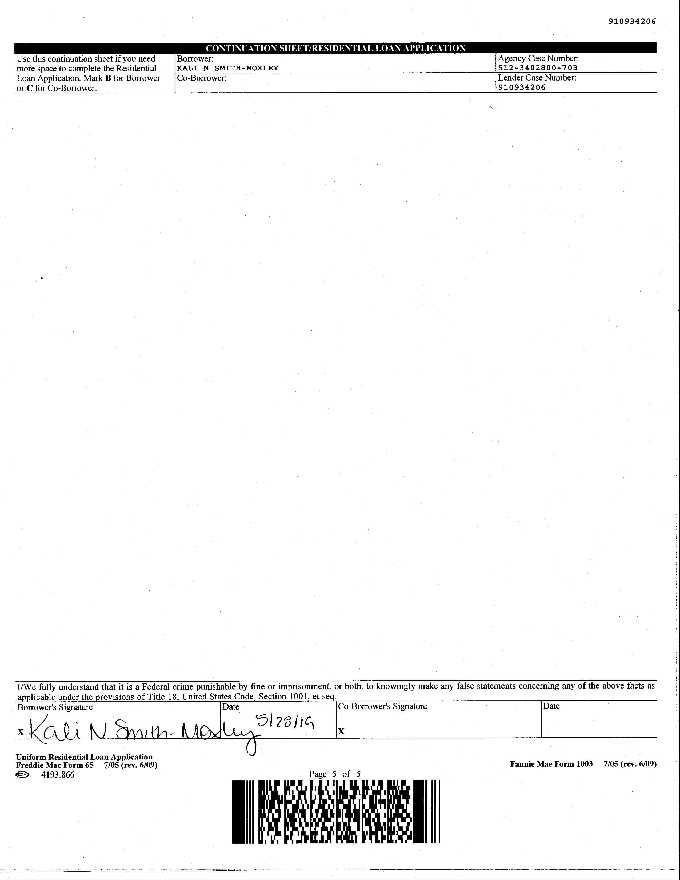 910934206
CONTINUATION SHEET/RESIDENTIAL LOAN APPLICATION
Use this continuation sheet if you need
more space to complete the Residential
Loan Application. Mark B for Borrower
or C for Co-Borrower.
Borrower:
KALI N SMITH-MOXLEY
Co-Borrower:
Agency Case Number:
512-3402800-703
Lender Case Number:
910934206
I/We fully understand that it is a Federal crime punishable by fine or imprisonment, or both, to knowingly make any false statements concerning any of the above facts as
applicable under the provisions of Title 18, United States Code, Section 1001, et seq.
Borrower's Signature
Date
Co-Borrower's Signature
Date
X Kali N Smith-Moxley
5/28/19
X
Uniform Residential Loan Application
Freddie Mac Form 65 7/05 (rev. 6/09)
Fannie Mae Form 1003 7/05 (rev. 6/09)
4193.866
Page 5 of 5